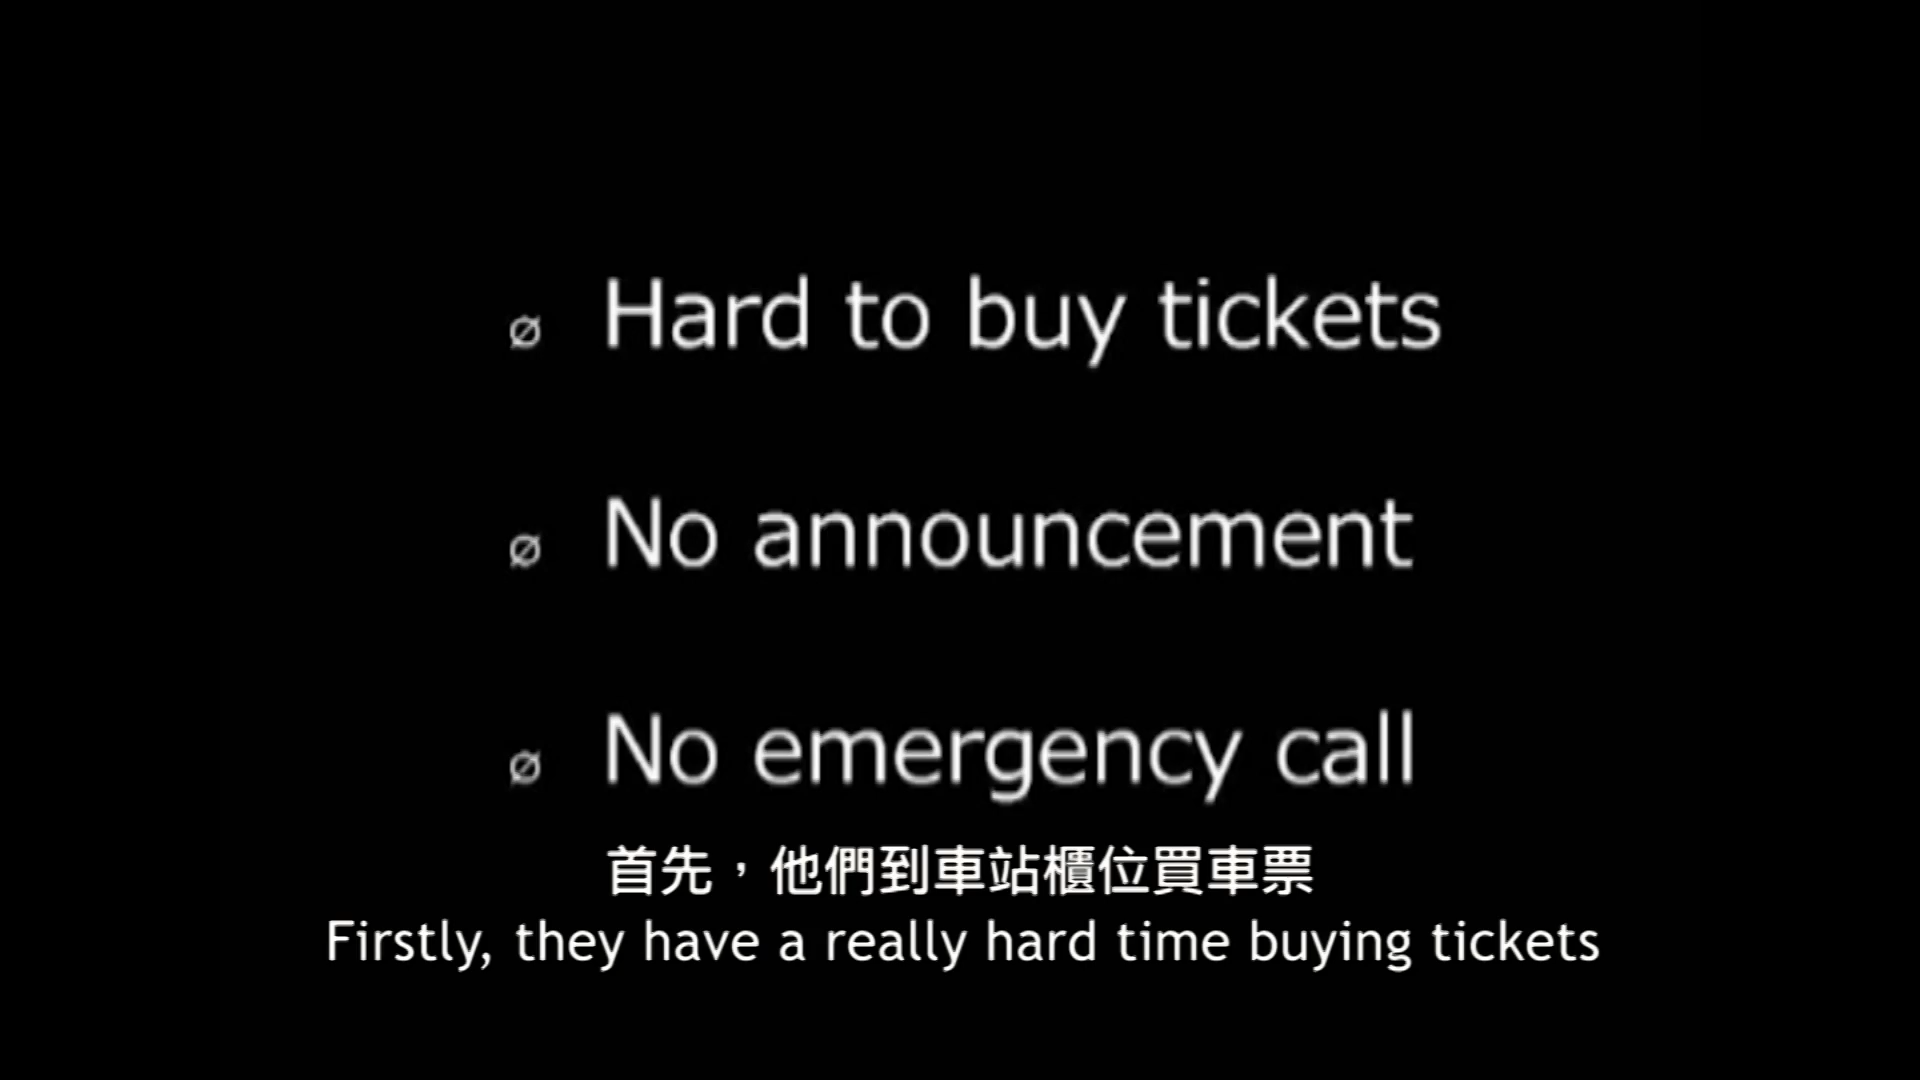 ø Hard to buy tickets
ø No announcement
ø No emergency call
首先，他們到車站櫃位買車票
Firstly, they have a really hard time buying tickets